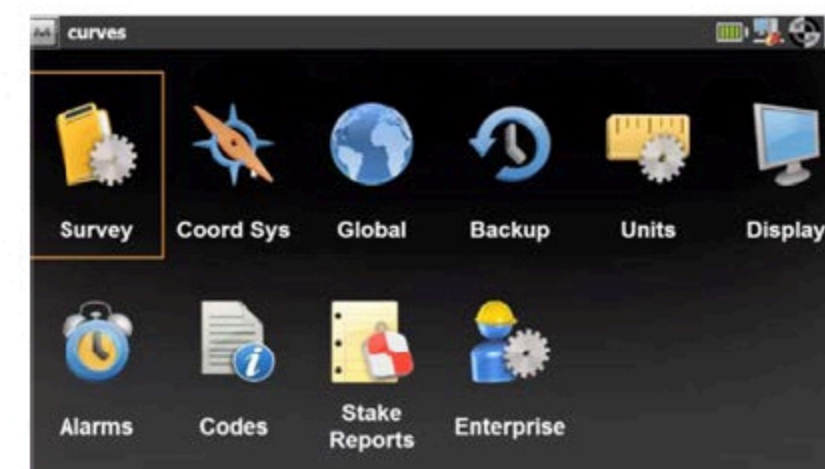 curves
Survey
Coord Sys
Global
Backup
Units
Display
Alarms
Codes
Stake
Reports
Enterprise